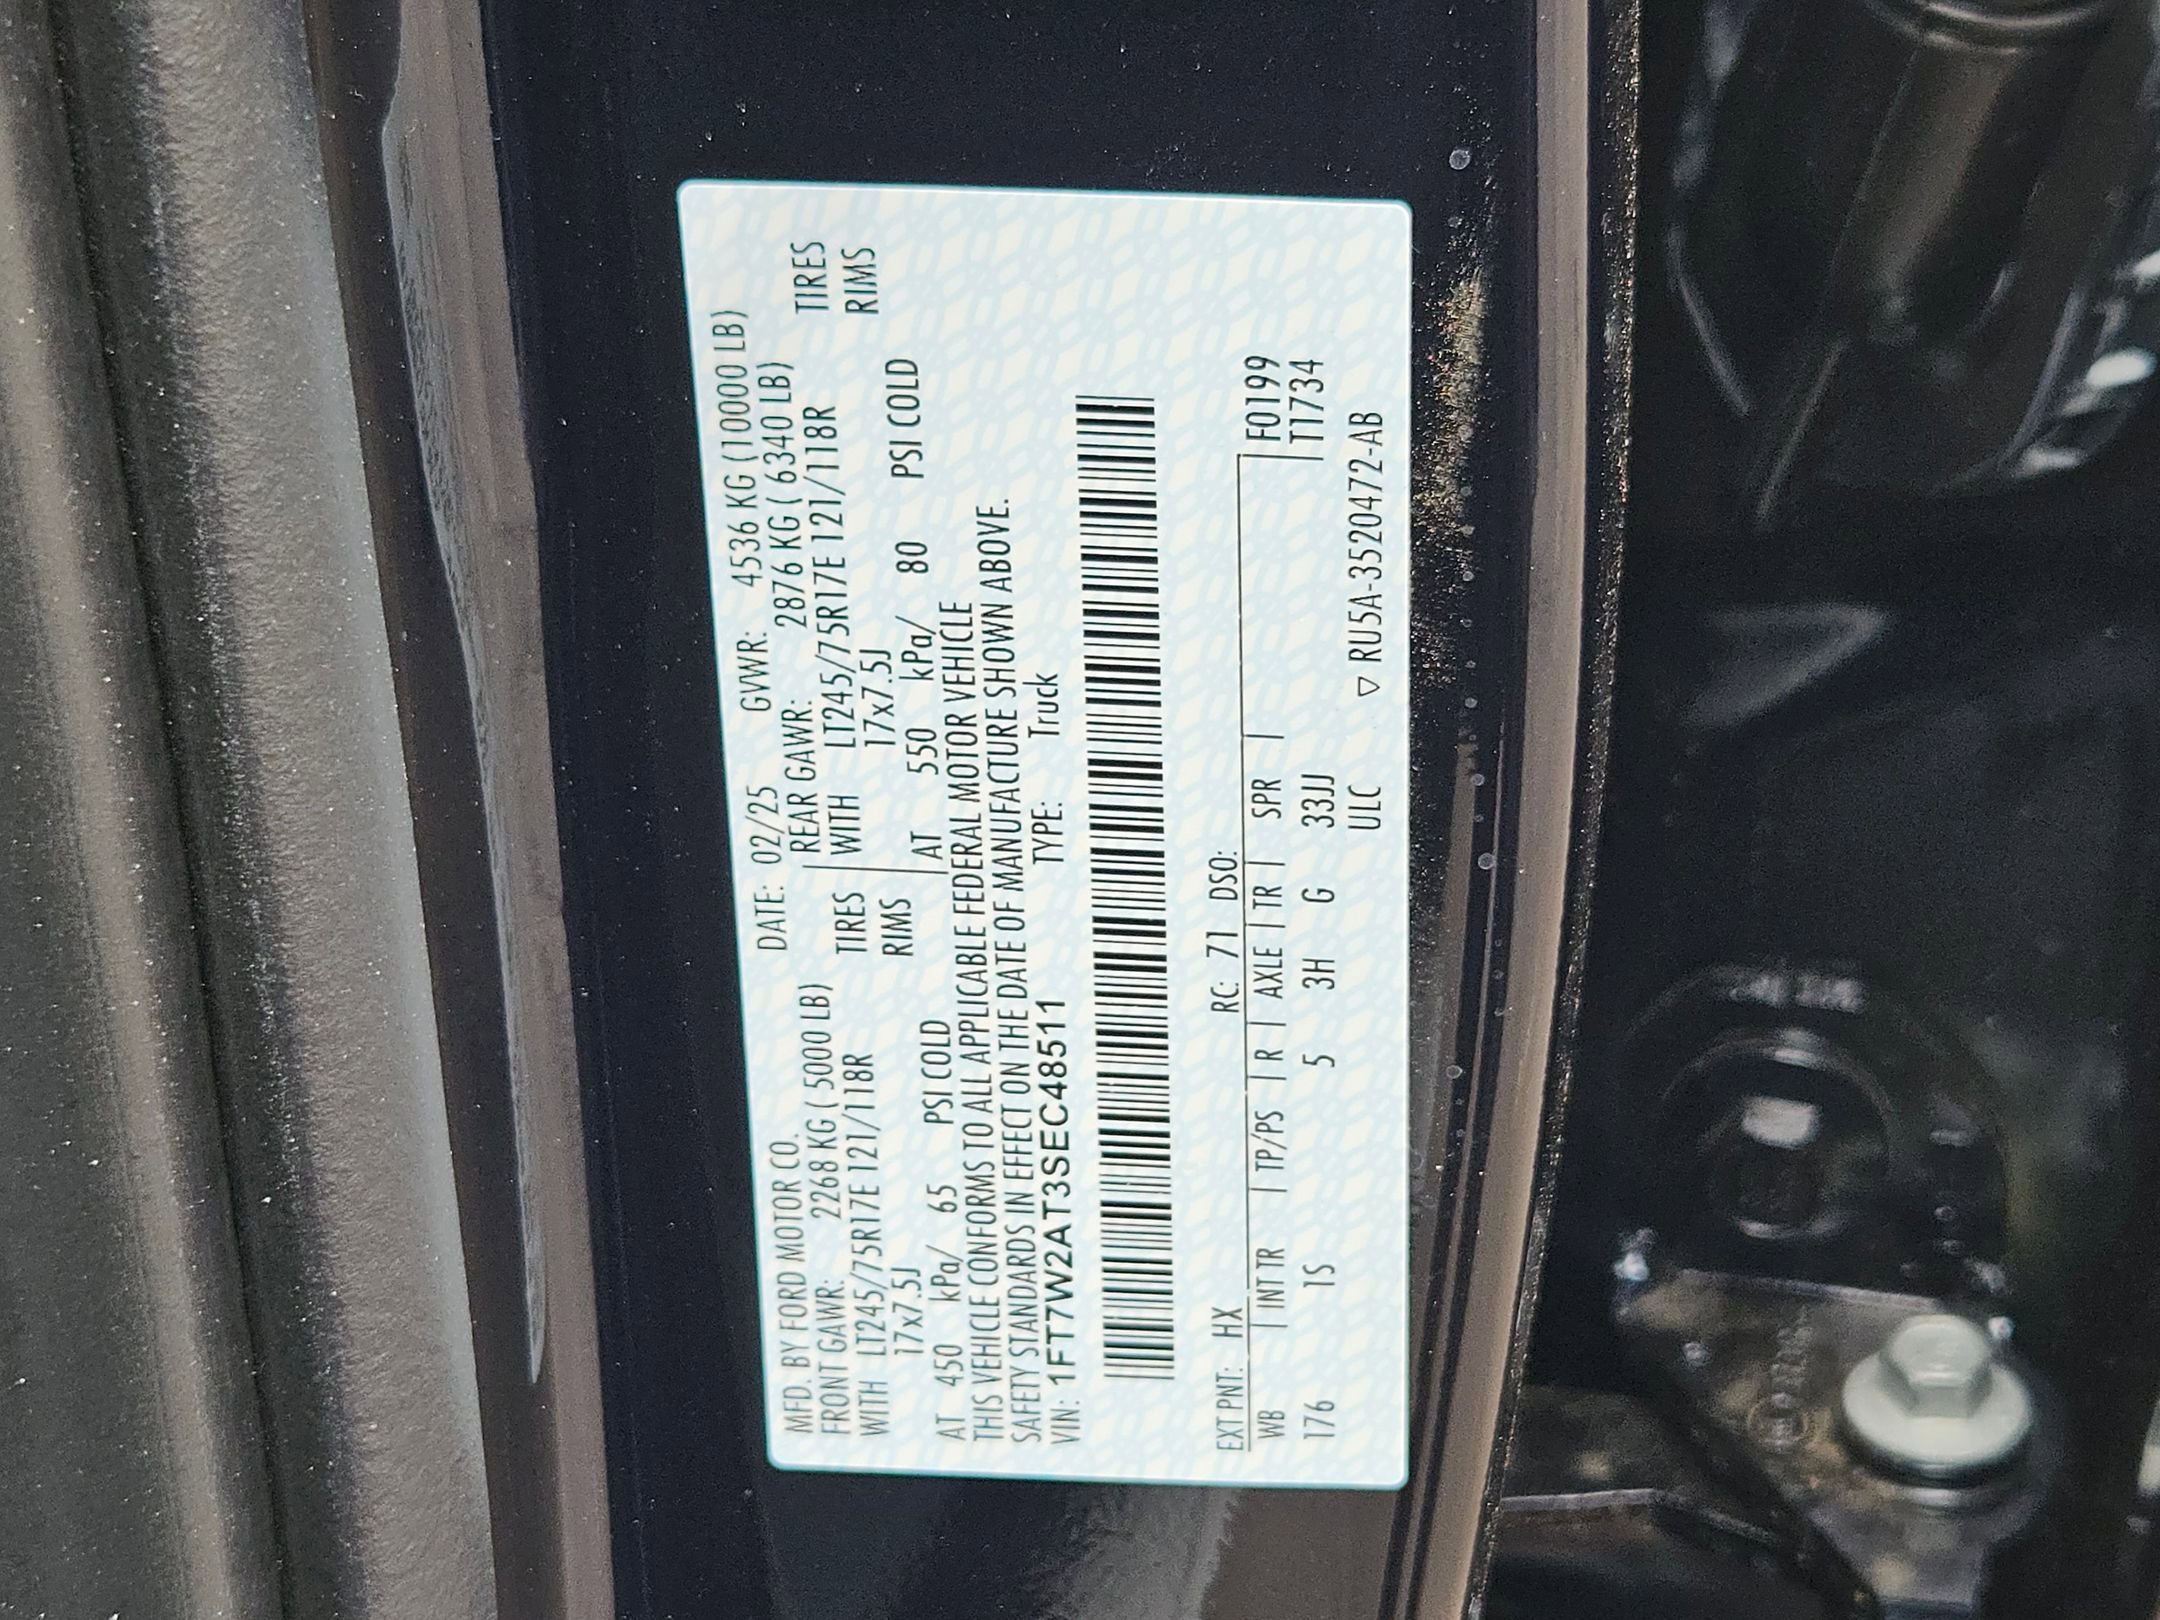 MFD. BY FORD MOTOR CO. DATE: 02/25 GVWR: 4536 KG (10000 LB)
FRONT GAWR: 2268 KG ( 5000 LB) REAR GAWR: 2876 KG ( 6340 LB)
WITH LT245/75R17E 121/118R TIRES WITH LT245/75R17E 121/118R TIRES
17x7.5J RIMS 17x7.5J RIMS
AT 450 kPa/ 65 PSI COLD AT 550 kPa/ 80 PSI COLD
THIS VEHICLE CONFORMS TO ALL APPLICABLE FEDERAL MOTOR VEHICLE
SAFETY STANDARDS IN EFFECT ON THE DATE OF MANUFACTURE SHOWN ABOVE.
VIN: 1FT7W2AT3SEC48511 TYPE: Truck
EXT PNT: HX RC: 71 DSO: F0199
WB | INT TR | TP/PS | R | AXLE | TR | SPR | T1734
176 1S 5 3H G 33JJ
ULC ▽ RU5A-3520472-AB